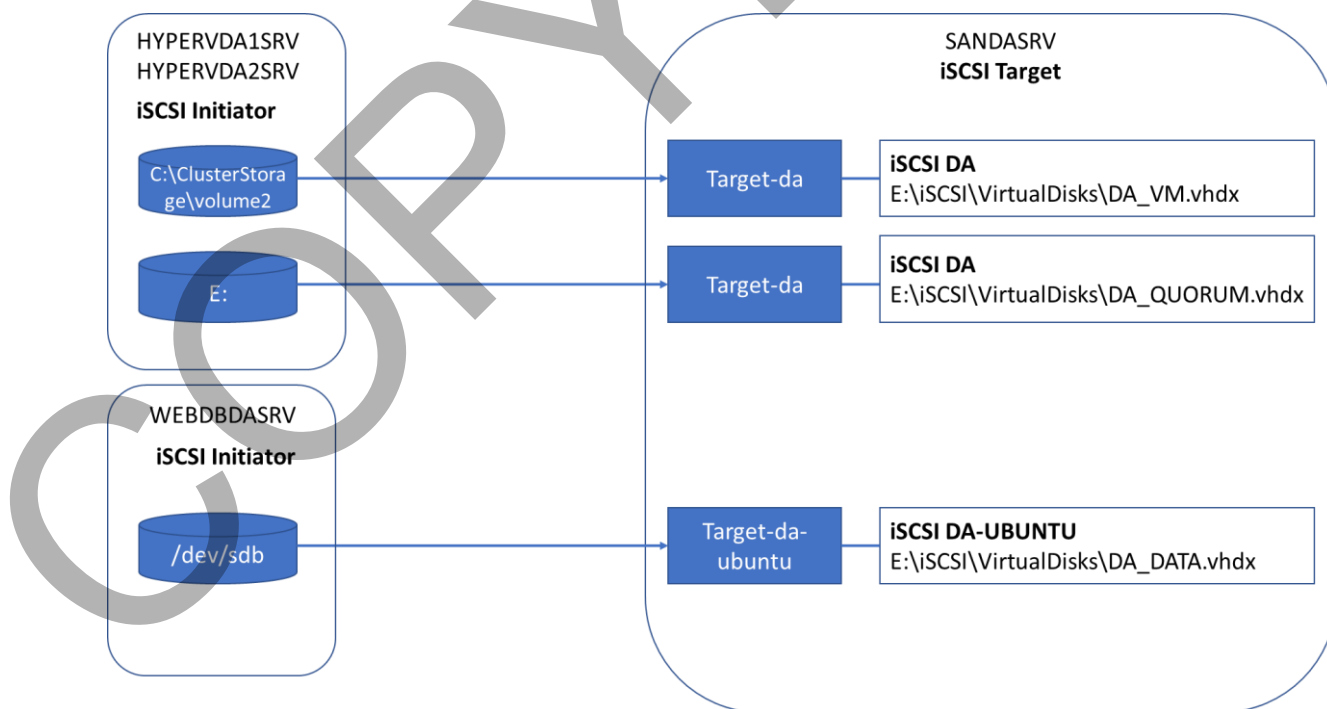 HYPERVDA1SRV
HYPERVDA2SRV
iSCSI Initiator
C:\ClusterStora
ge\volume2
E:
WEBDBDASRV
iSCSI Initiator
/dev/sdb
SANDASRV
iSCSI Target
Target-da
iSCSI DA
E:\iSCSI\VirtualDisks\DA_VM.vhdx
Target-da
iSCSI DA
E:\iSCSI\VirtualDisks\DA_QUORUM.vhdx
Target-da-
ubuntu
iSCSI DA-UBUNTU
E:\iSCSI\VirtualDisks\DA_DATA.vhdx
COPY